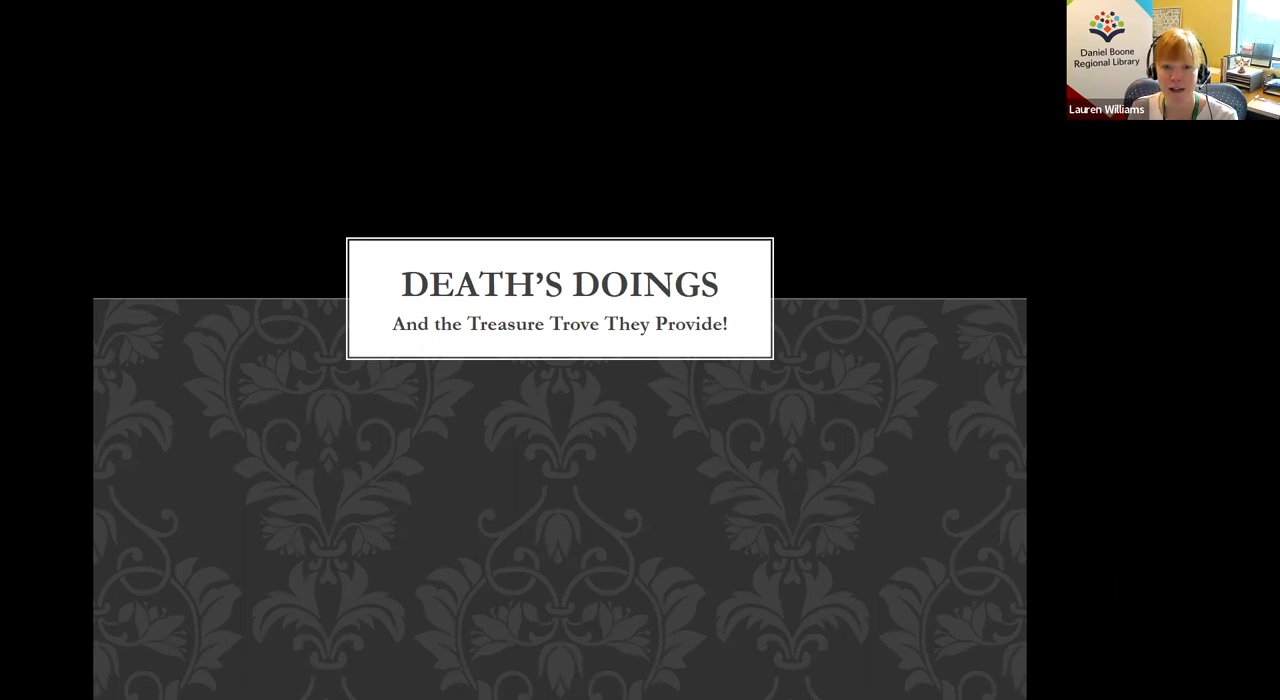 DEATH’S DOINGS
And the Treasure Trove They Provide!
Daniel Boone
Regional Library
Lauren Williams